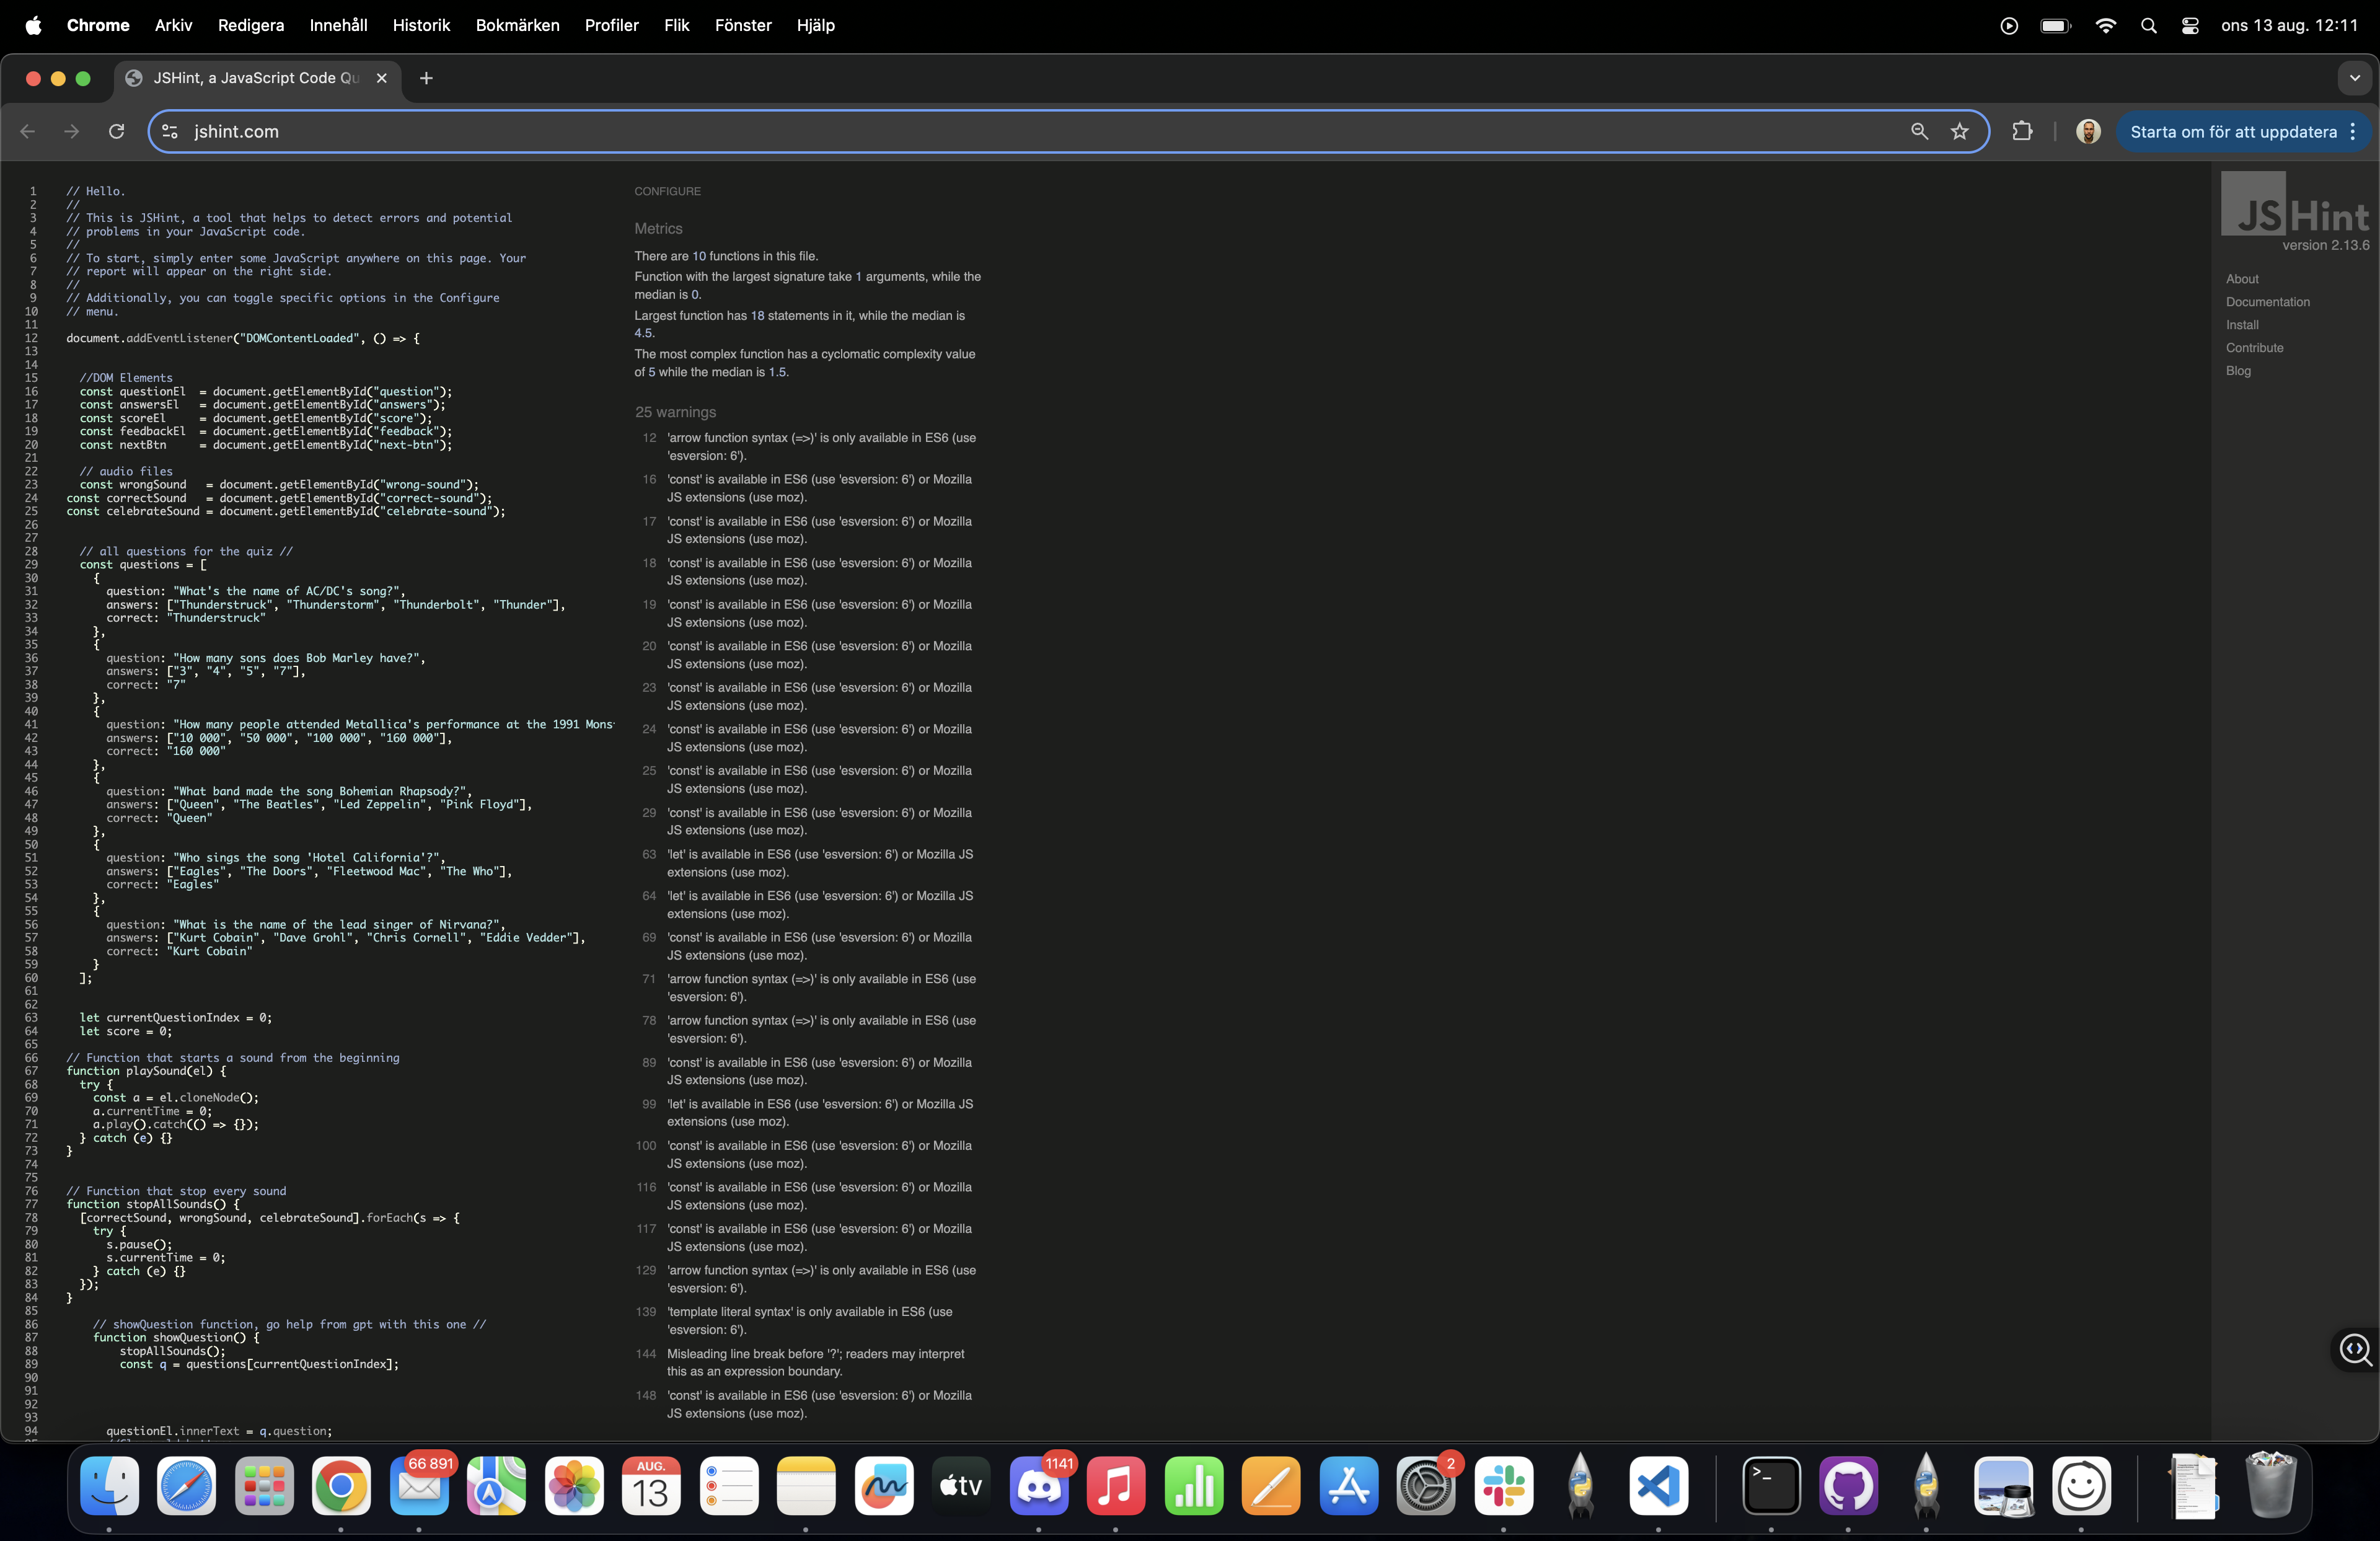 Chrome Arkiv Redigera Innehåll Historik Bokmärken Profiler Flik Fönster Hjälp ons 13 aug. 12:11
JSHint, a JavaScript Code Qu
jshint.com
Starta om för att uppdatera
1 // Hello.
2 //
3 // This is JSHint, a tool that helps to detect errors and potential
4 // problems in your JavaScript code.
5 //
6 // To start, simply enter some JavaScript anywhere on this page. Your
7 // report will appear on the right side.
8 //
9 // Additionally, you can toggle specific options in the Configure
10 // menu.
11
12 document.addEventListener("DOMContentLoaded", () => {
13
14
15 //DOM Elements
16 const questionEl = document.getElementById("question");
17 const answersEl = document.getElementById("answers");
18 const scoreEl = document.getElementById("score");
19 const feedbackEl = document.getElementById("feedback");
20 const nextBtn = document.getElementById("next-btn");
21
22 // audio files
23 const wrongSound = document.getElementById("wrong-sound");
24 const correctSound = document.getElementById("correct-sound");
25 const celebrateSound = document.getElementById("celebrate-sound");
26
27
28 // all questions for the quiz //
29 const questions = [
30 {
31 question: "What's the name of AC/DC's song?",
32 answers: ["Thunderstruck", "Thunderstorm", "Thunderbolt", "Thunder"],
33 correct: "Thunderstruck"
34 },
35 {
36 question: "How many sons does Bob Marley have?",
37 answers: ["3", "4", "5", "7"],
38 correct: "7"
39 },
40 {
41 question: "How many people attended Metallica's performance at the 1991 Mons
42 answers: ["10 000", "50 000", "100 000", "160 000"],
43 correct: "160 000"
44 },
45 {
46 question: "What band made the song Bohemian Rhapsody?",
47 answers: ["Queen", "The Beatles", "Led Zeppelin", "Pink Floyd"],
48 correct: "Queen"
49 },
50 {
51 question: "Who sings the song 'Hotel California'?",
52 answers: ["Eagles", "The Doors", "Fleetwood Mac", "The Who"],
53 correct: "Eagles"
54 },
55 {
56 question: "What is the name of the lead singer of Nirvana?",
57 answers: ["Kurt Cobain", "Dave Grohl", "Chris Cornell", "Eddie Vedder"],
58 correct: "Kurt Cobain"
59 }
60 ];
61
62
63 let currentQuestionIndex = 0;
64 let score = 0;
65
66 // Function that starts a sound from the beginning
67 function playSound(el) {
68 try {
69 const a = el.cloneNode();
70 a.currentTime = 0;
71 a.play().catch(() => {});
72 } catch (e) {}
73 }
74
75
76 // Function that stop every sound
77 function stopAllSounds() {
78 [correctSound, wrongSound, celebrateSound].forEach(s => {
79 try {
80 s.pause();
81 s.currentTime = 0;
82 } catch (e) {}
83 });
84 }
85
86 // showQuestion function, go help from gpt with this one //
87 function showQuestion() {
88 stopAllSounds();
89 const q = questions[currentQuestionIndex];
90
91
92
93
94 questionEl.innerText = q.question;
CONFIGURE
Metrics
There are 10 functions in this file.
Function with the largest signature take 1 arguments, while the
median is 0.
Largest function has 18 statements in it, while the median is
4.5.
The most complex function has a cyclomatic complexity value
of 5 while the median is 1.5.
25 warnings
12 'arrow function syntax (=>)' is only available in ES6 (use
'esversion: 6').
16 'const' is available in ES6 (use 'esversion: 6') or Mozilla
JS extensions (use moz).
17 'const' is available in ES6 (use 'esversion: 6') or Mozilla
JS extensions (use moz).
18 'const' is available in ES6 (use 'esversion: 6') or Mozilla
JS extensions (use moz).
19 'const' is available in ES6 (use 'esversion: 6') or Mozilla
JS extensions (use moz).
20 'const' is available in ES6 (use 'esversion: 6') or Mozilla
JS extensions (use moz).
23 'const' is available in ES6 (use 'esversion: 6') or Mozilla
JS extensions (use moz).
24 'const' is available in ES6 (use 'esversion: 6') or Mozilla
JS extensions (use moz).
25 'const' is available in ES6 (use 'esversion: 6') or Mozilla
JS extensions (use moz).
29 'const' is available in ES6 (use 'esversion: 6') or Mozilla
JS extensions (use moz).
63 'let' is available in ES6 (use 'esversion: 6') or Mozilla JS
extensions (use moz).
64 'let' is available in ES6 (use 'esversion: 6') or Mozilla JS
extensions (use moz).
69 'const' is available in ES6 (use 'esversion: 6') or Mozilla
JS extensions (use moz).
71 'arrow function syntax (=>)' is only available in ES6 (use
'esversion: 6').
78 'arrow function syntax (=>)' is only available in ES6 (use
'esversion: 6').
89 'const' is available in ES6 (use 'esversion: 6') or Mozilla
JS extensions (use moz).
99 'let' is available in ES6 (use 'esversion: 6') or Mozilla JS
extensions (use moz).
100 'const' is available in ES6 (use 'esversion: 6') or Mozilla
JS extensions (use moz).
116 'const' is available in ES6 (use 'esversion: 6') or Mozilla
JS extensions (use moz).
117 'const' is available in ES6 (use 'esversion: 6') or Mozilla
JS extensions (use moz).
129 'arrow function syntax (=>)' is only available in ES6 (use
'esversion: 6').
139 'template literal syntax' is only available in ES6 (use
'esversion: 6').
144 Misleading line break before '?'; readers may interpret
this as an expression boundary.
148 'const' is available in ES6 (use 'esversion: 6') or Mozilla
JS extensions (use moz).
JSHint
version 2.13.6
About
Documentation
Install
Contribute
Blog
66 891
AUG.
13
tv
1141
2